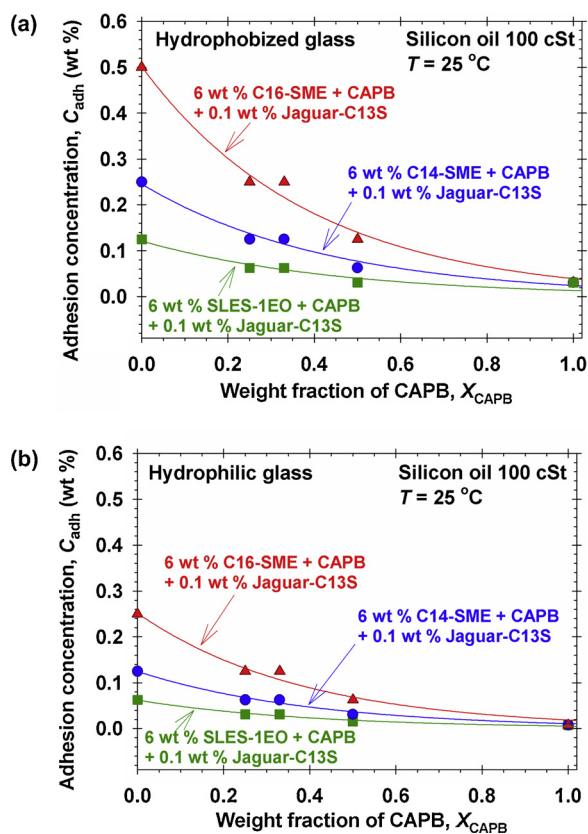 (a)
Hydrophobized glass
Silicon oil 100 cSt
T = 25 °C
6 wt % C16-SME + CAPB
+ 0.1 wt % Jaguar-C13S
6 wt % C14-SME + CAPB
+ 0.1 wt % Jaguar-C13S
6 wt % SLES-1EO + CAPB
+ 0.1 wt % Jaguar-C13S
Adhesion concentration, Cadh (wt %)
0.6
0.5
0.4
0.3
0.2
0.1
0.0
0.0 0.2 0.4 0.6 0.8 1.0
Weight fraction of CAPB, XCAPB
(b)
Hydrophilic glass
Silicon oil 100 cSt
T = 25 °C
6 wt % C16-SME + CAPB
+ 0.1 wt % Jaguar-C13S
6 wt % C14-SME + CAPB
+ 0.1 wt % Jaguar-C13S
6 wt % SLES-1EO + CAPB
+ 0.1 wt % Jaguar-C13S
Adhesion concentration, Cadh (wt %)
0.6
0.5
0.4
0.3
0.2
0.1
0.0
0.0 0.2 0.4 0.6 0.8 1.0
Weight fraction of CAPB, XCAPB